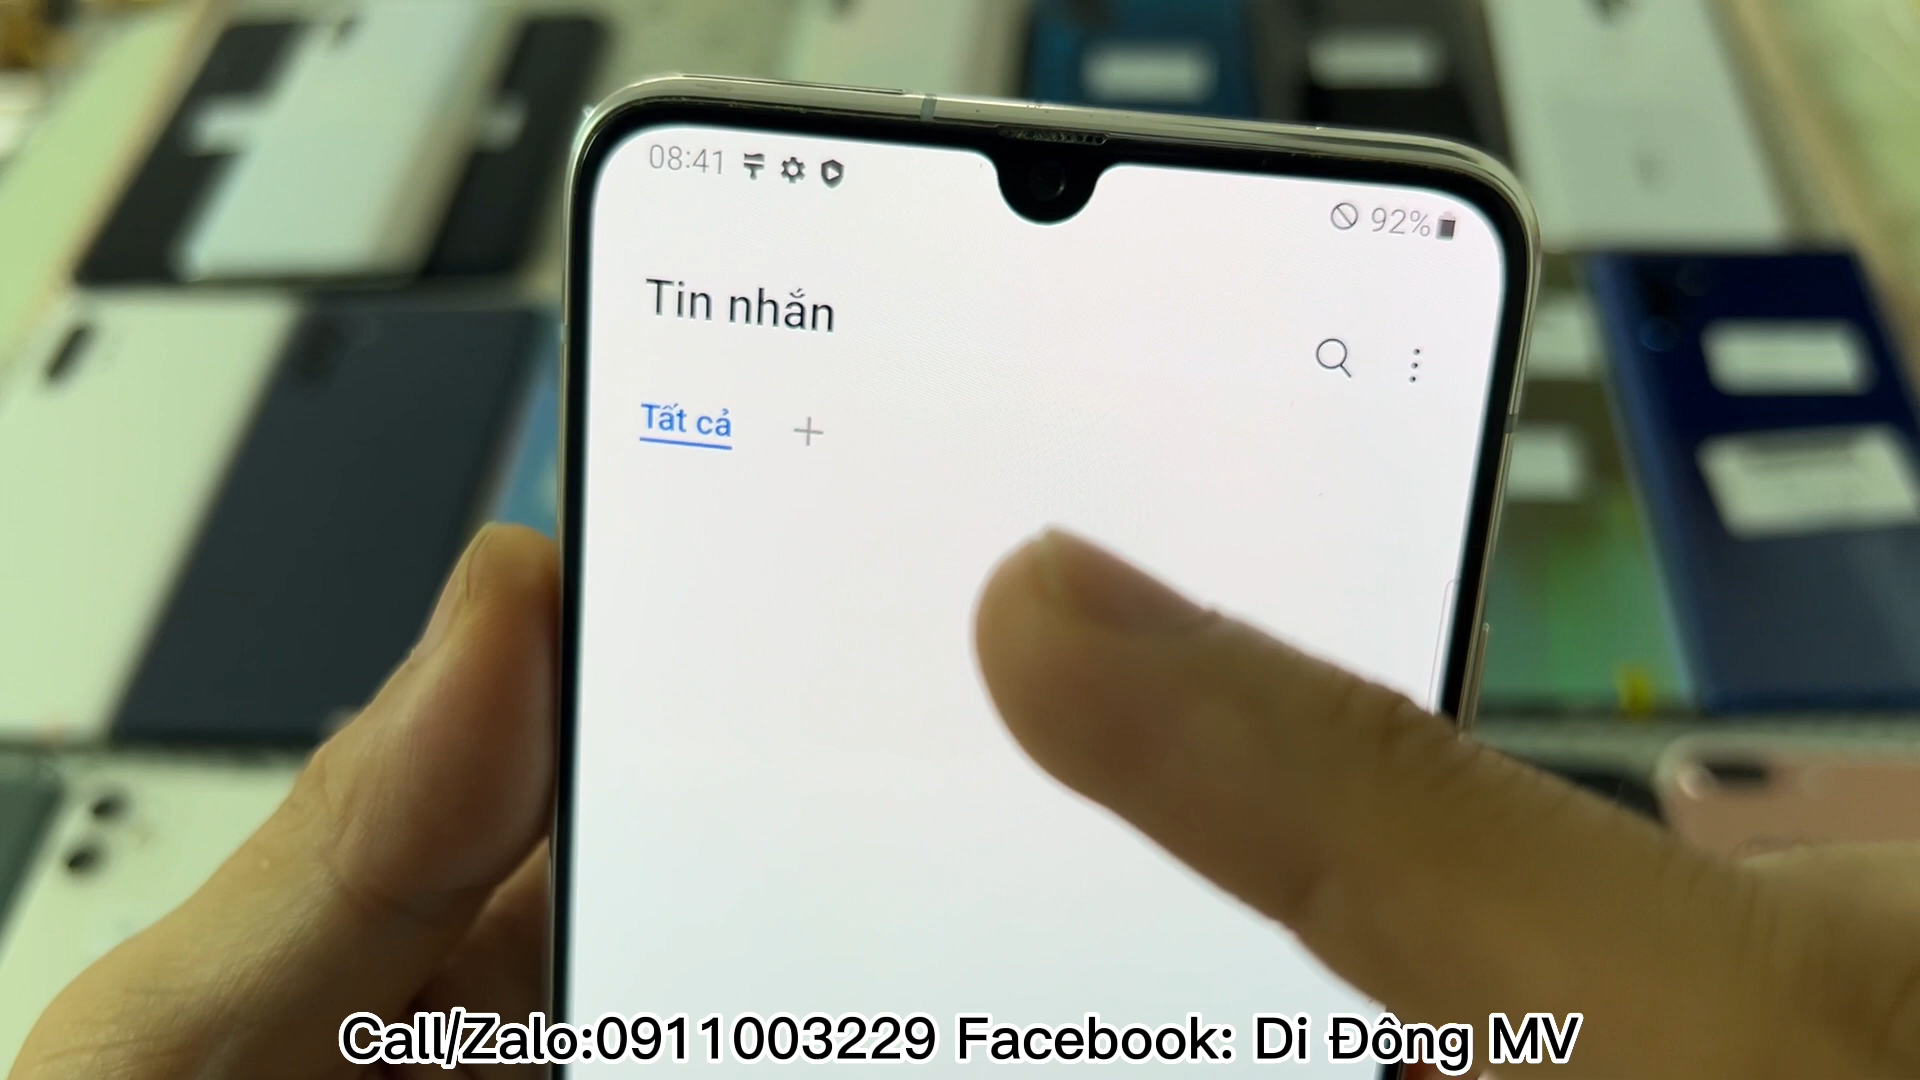 08:41
92%
Tin nhắn
Tất cả
Call/Zalo:0911003229 Facebook: Di Đông MV